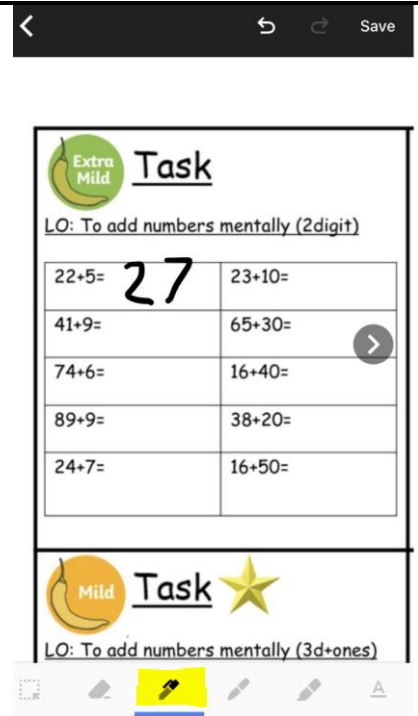 Save
Extra
Mild
Task
LO: To add numbers mentally (2digit)
22+5= 27 23+10=
41+9= 65+30=
74+6= 16+40=
89+9= 38+20=
24+7= 16+50=
Mild
Task
LO: To add numbers mentally (3d+ones)
A